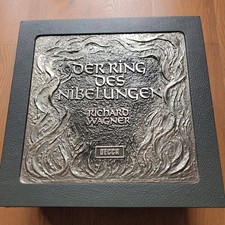 DER RING
DES
NIBELUNGEN
RICHARD
WAGNER
DECCA